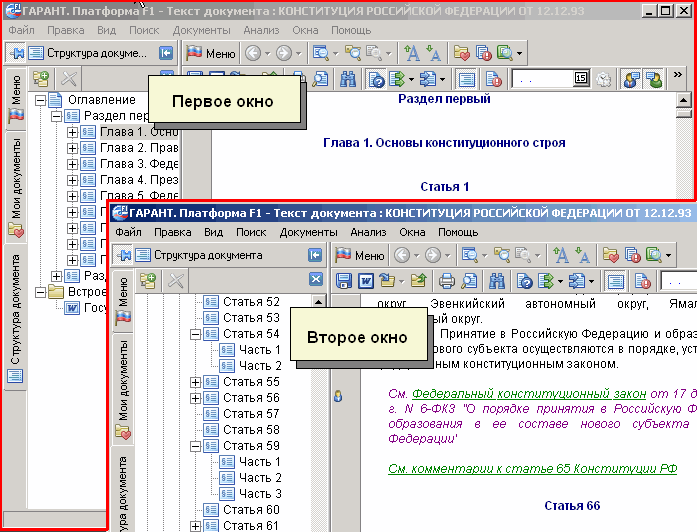 ГАРАНТ. Платформа F1 - Текст документа : КОНСТИТУЦИЯ РОССИЙСКОЙ ФЕДЕРАЦИИ ОТ 12.12.93
Файл Правка Вид Поиск Документы Анализ Окна Помощь
Структура докуме... Меню
. . 15
Меню
Мои документы
Структура документа
Оглавление
Раздел пер
Глава 1. Осно
Глава 2. Прав
Глава 3. Феде
Глава 4. През
Глава 5. Феде
Г
Г
Г
Г
Разд
Встрое
Госу
Первое окно
Раздел первый
Глава 1. Основы конституционного строя
Статья 1
ГАРАНТ. Платформа F1 - Текст документа : КОНСТИТУЦИЯ РОССИЙСКОЙ ФЕДЕРАЦИИ ОТ 12.12.93
Файл Правка Вид Поиск Документы Анализ Окна Помощь
Структура документа Меню
. .
Меню
Мои документы
ура документа
Статья 52
Статья 53
Статья 54
Часть 1
Часть 2
Статья 55
Статья 56
Статья 57
Статья 58
Статья 59
Часть 1
Часть 2
Часть 3
Статья 60
Статья 61
Второе окно
округ, Эвенкийский автономный округ, Ямал
ый округ.
Принятие в Российскую Федерацию и образ
ового субъекта осуществляются в порядке, уст
ным конституционным законом.
См. Федеральный конституционный закон от 17 д
г. N 6-ФКЗ "О порядке принятия в Российскую Ф
образования в ее составе нового субъекта
Федерации"
См. комментарии к статье 65 Конституции РФ
Статья 66